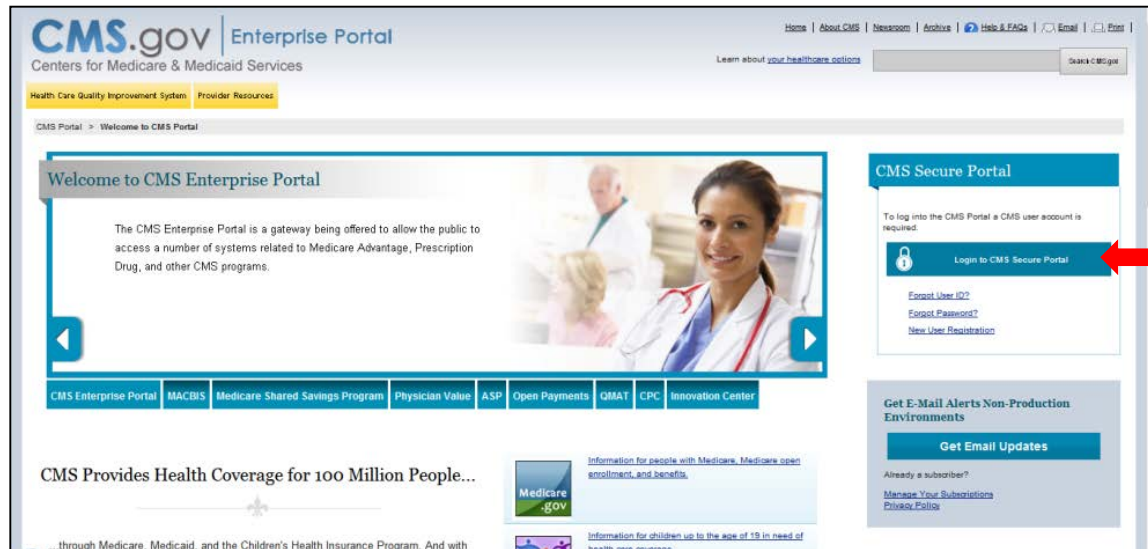 CMS.gov | Enterprise Portal
Centers for Medicare & Medicaid Services
Home | About CMS | Newsroom | Archive | Help & FAQs | Email | Print |
Learn about your healthcare options
Search CMS.gov
Health Care Quality Improvement System
Provider Resources
CMS Portal > Welcome to CMS Portal
Welcome to CMS Enterprise Portal
The CMS Enterprise Portal is a gateway being offered to allow the public to
access a number of systems related to Medicare Advantage, Prescription
Drug, and other CMS programs.
CMS Enterprise Portal
MACBIS
Medicare Shared Savings Program
Physician Value
ASP
Open Payments
QMAT
CPC
Innovation Center
CMS Secure Portal
To log into the CMS Portal a CMS user account is
required.
Login to CMS Secure Portal
Forgot User ID?
Forgot Password?
New User Registration
CMS Provides Health Coverage for 100 Million People...
...through Medicare, Medicaid, and the Children's Health Insurance Program. And with
Medicare
.gov
Information for people with Medicare, Medicare open
enrollment, and benefits.
Information for children up to the age of 19 in need of
health care coverage.
Get E-Mail Alerts Non-Production
Environments
Get Email Updates
Already a subscriber?
Manage Your Subscriptions
Privacy Policy